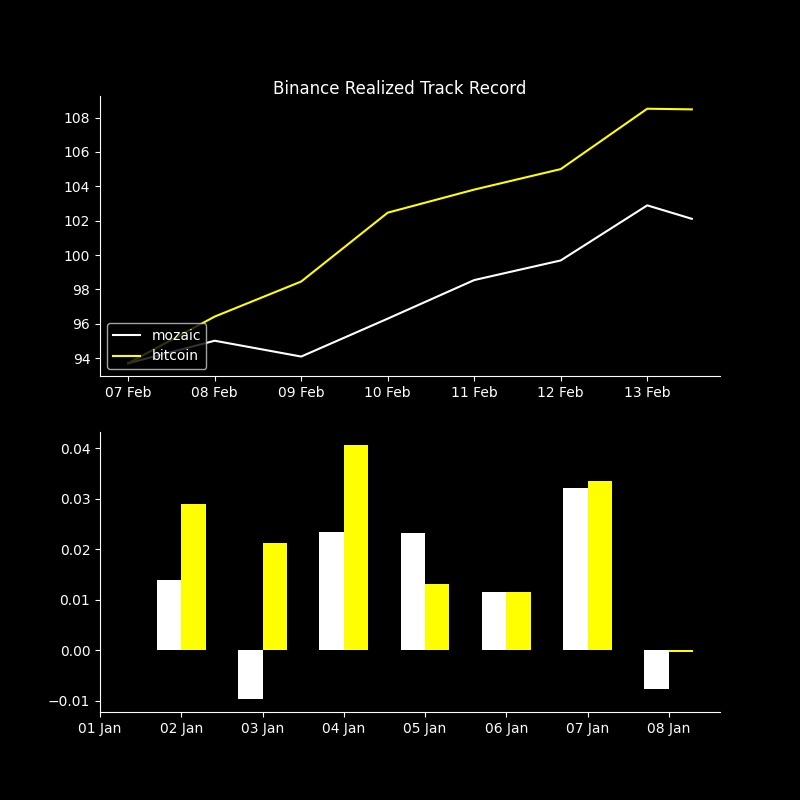 Binance Realized Track Record
108
106
104
102
100
98
96
94
mozaic
bitcoin
07 Feb 08 Feb 09 Feb 10 Feb 11 Feb 12 Feb 13 Feb
0.04
0.03
0.02
0.01
0.00
−0.01
01 Jan 02 Jan 03 Jan 04 Jan 05 Jan 06 Jan 07 Jan 08 Jan